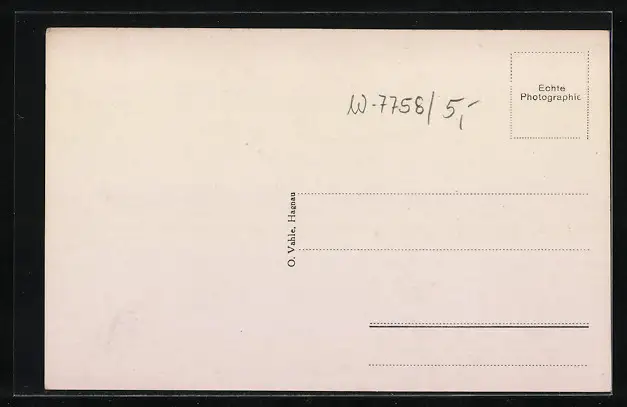 W-7758/5,-
Echte
Photographie
O. Vahle, Hagnau